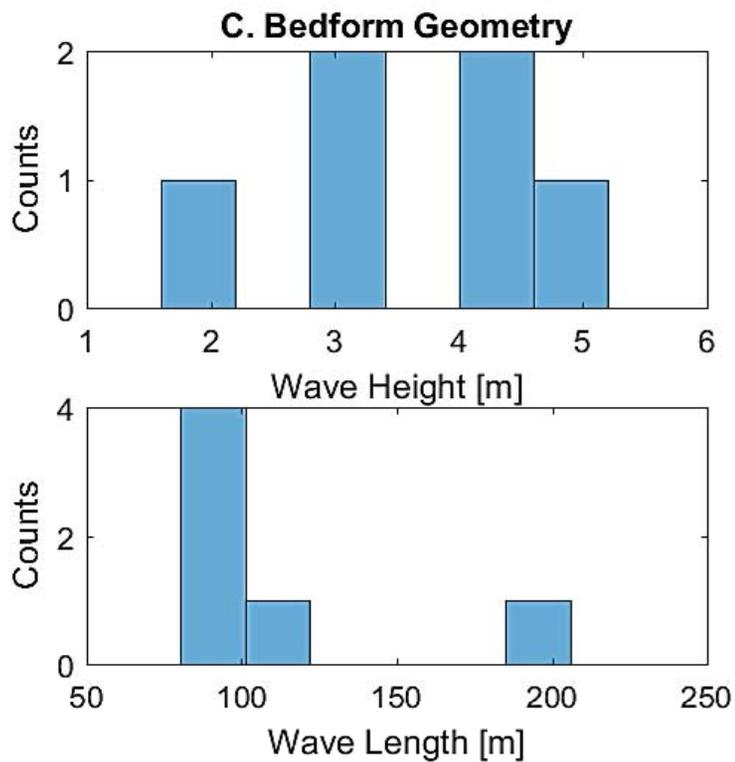 C. Bedform Geometry
2
1
0
Counts
1 2 3 4 5 6
Wave Height [m]
4
2
0
Counts
50 100 150 200 250
Wave Length [m]